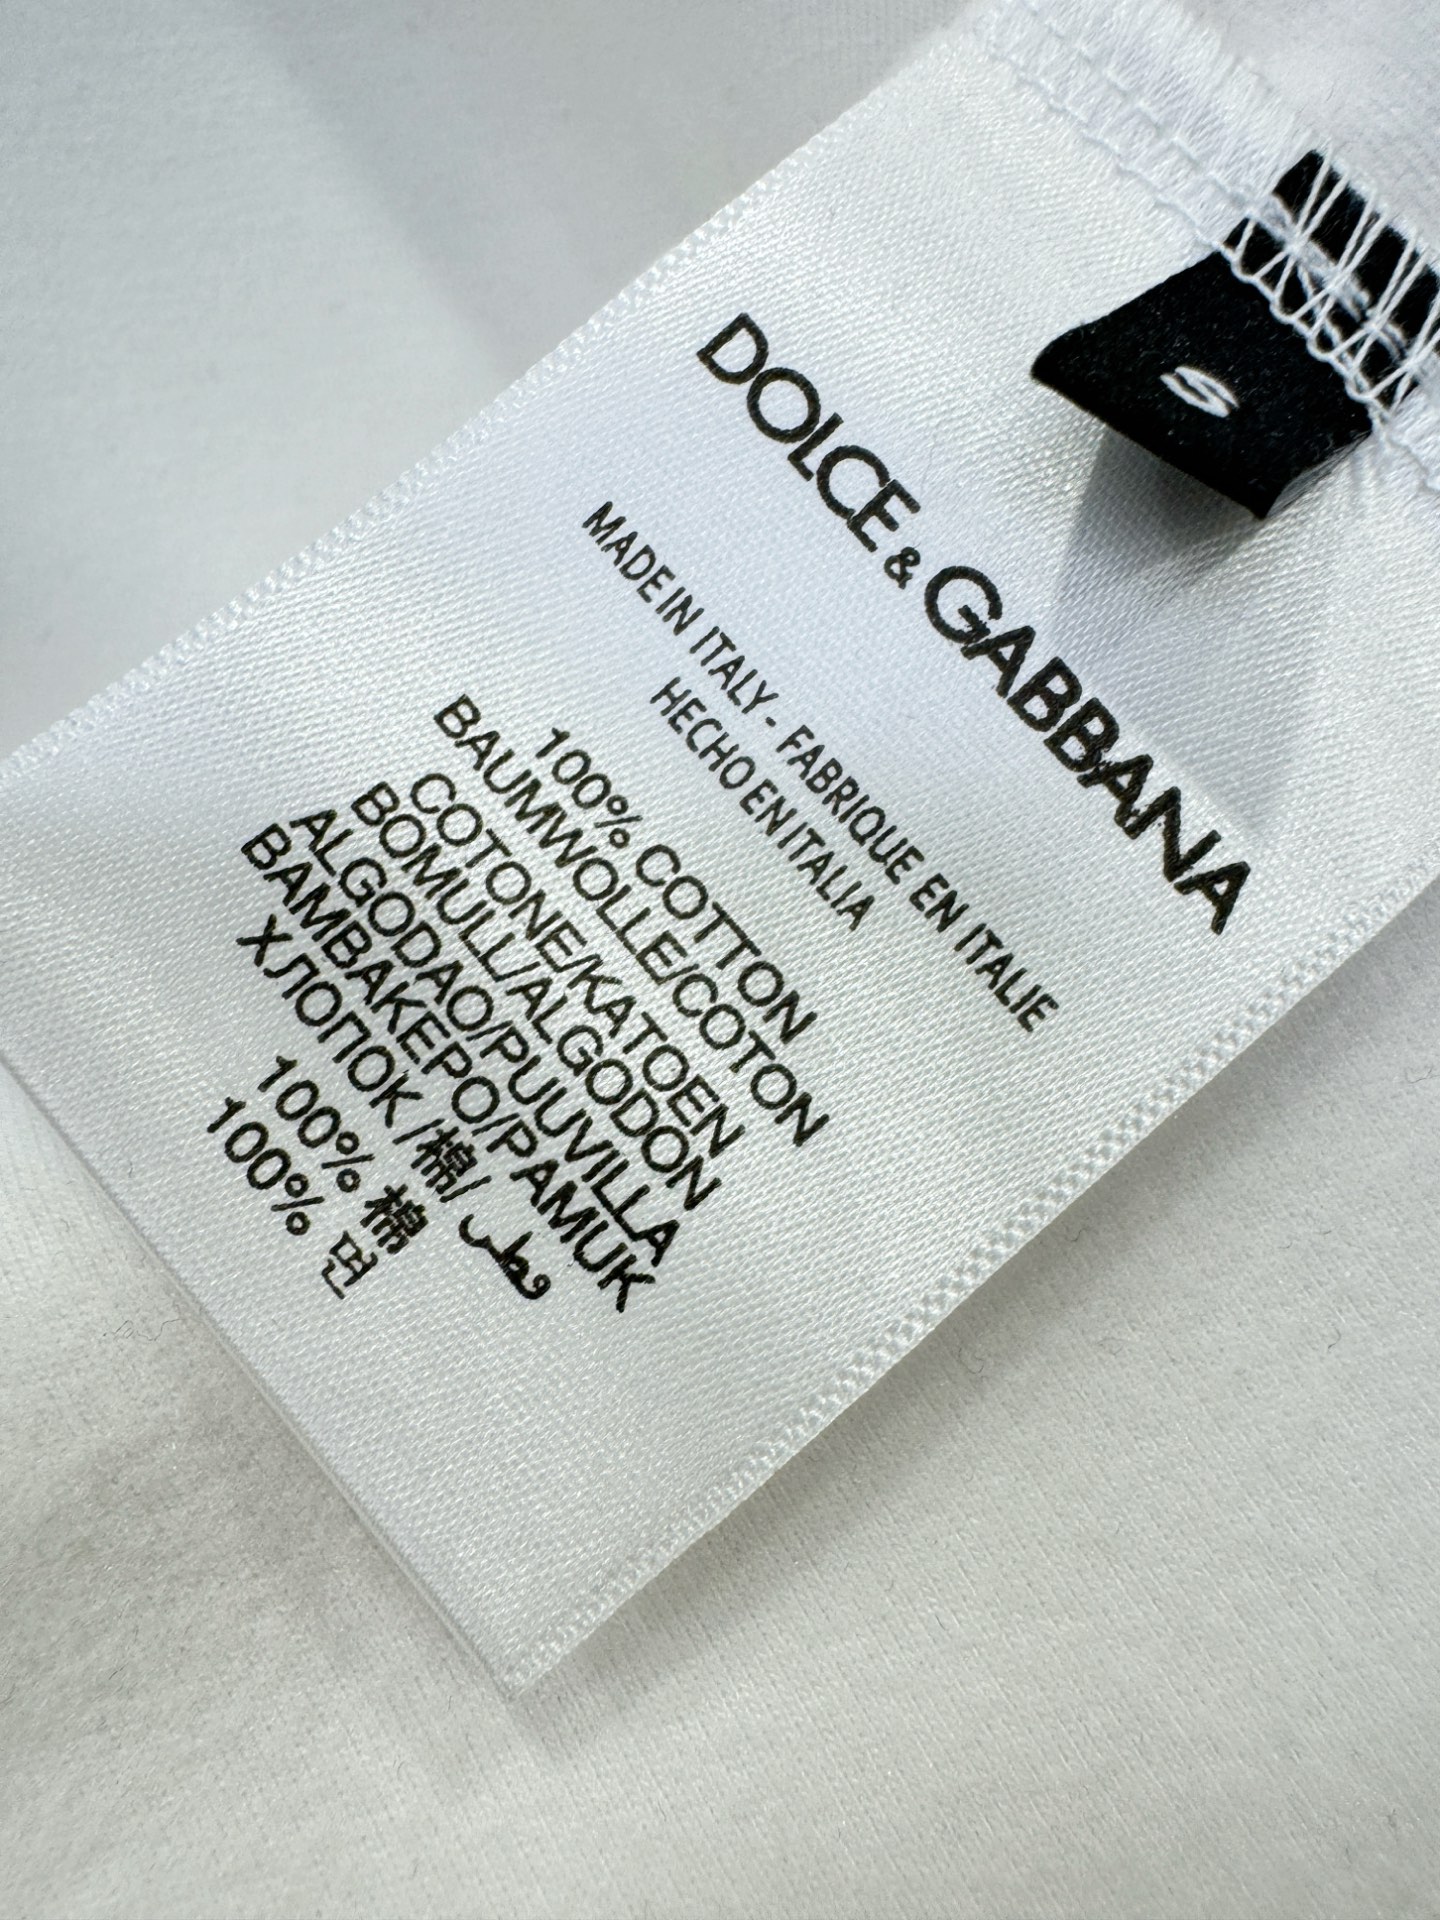 S
DOLCE & GABBANA
MADE IN ITALY - FABRIQUE EN ITALIE
HECHO EN ITALIA
100% COTTON
BAUMWOLLE/COTON
COTONE/KATOEN
BOMULL/ALGODON
ALGODAO/PUUVILLA
BAMBAKEPO/PAMUK
ХЛОПОК /棉/ قطن
100% 棉
100% 면